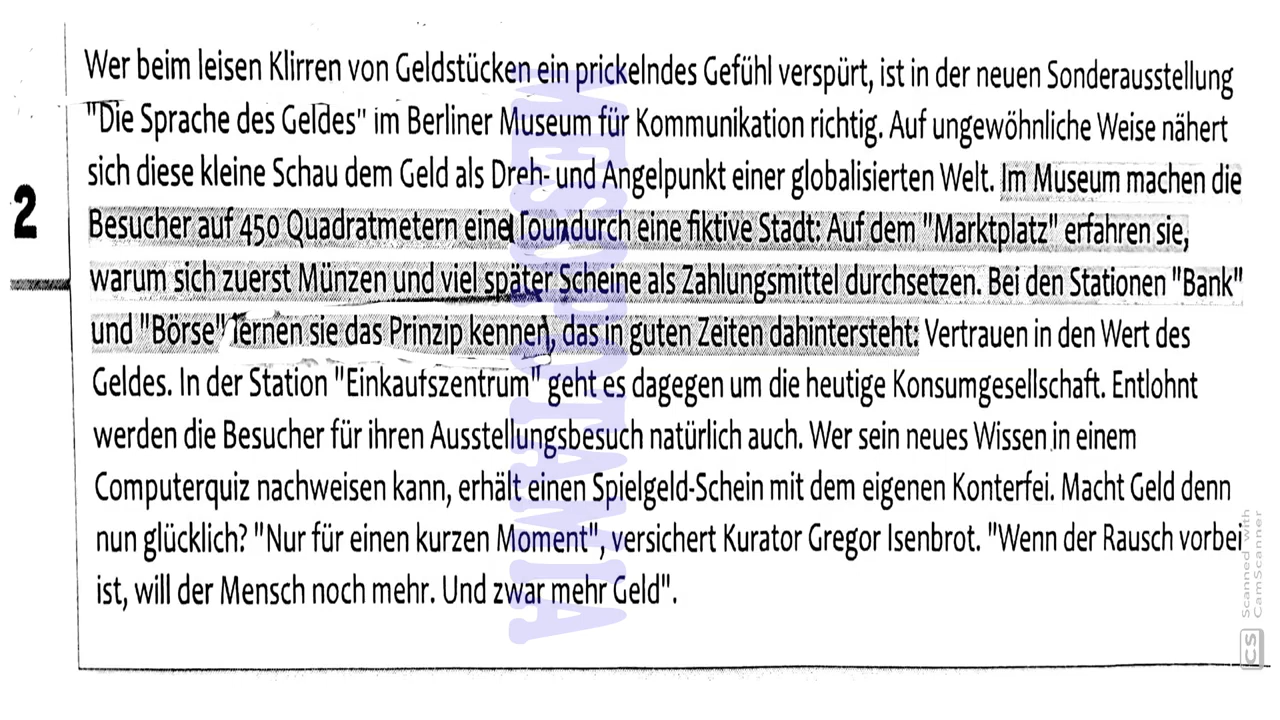 Wer beim leisen Klirren von Geldstücken ein prickelndes Gefühl verspürt, ist in der neuen Sonderausstellung
"Die Sprache des Geldes" im Berliner Museum für Kommunikation richtig. Auf ungewöhnliche Weise nähert
sich diese kleine Schau dem Geld als Dreh- und Angelpunkt einer globalisierten Welt. Im Museum machen die
2
Besucher auf 450 Quadratmetern eine Tour durch eine fiktive Stadt: Auf dem "Marktplatz" erfahren sie,
warum sich zuerst Münzen und viel später Scheine als Zahlungsmittel durchsetzen. Bei den Stationen "Bank"
und "Börse" lernen sie das Prinzip kennen, das in guten Zeiten dahintersteht: Vertrauen in den Wert des
Geldes. In der Station "Einkaufszentrum" geht es dagegen um die heutige Konsumgesellschaft. Entlohnt
werden die Besucher für ihren Ausstellungsbesuch natürlich auch. Wer sein neues Wissen in einem
Computerquiz nachweisen kann, erhält einen Spielgeld-Schein mit dem eigenen Konterfei. Macht Geld denn
nun glücklich? "Nur für einen kurzen Moment", versichert Kurator Gregor Isenbrot. "Wenn der Rausch vorbei
ist, will der Mensch noch mehr. Und zwar mehr Geld".
MESOPOTAMIA
CS
Scanned with
CamScanner